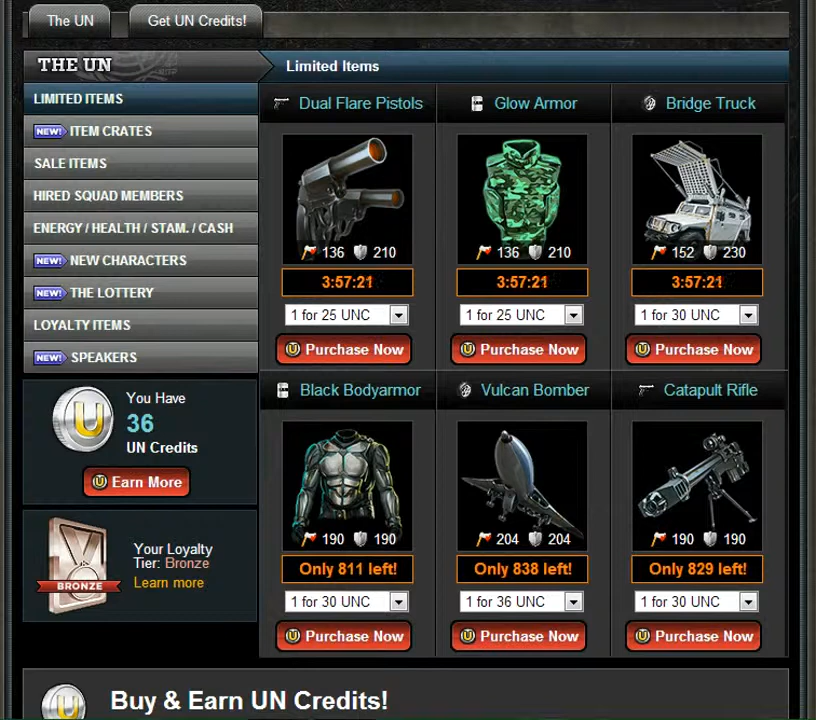 The UN
Get UN Credits!
THE UN
Limited Items
LIMITED ITEMS
NEW! ITEM CRATES
SALE ITEMS
HIRED SQUAD MEMBERS
ENERGY / HEALTH / STAM. / CASH
NEW! NEW CHARACTERS
NEW! THE LOTTERY
LOYALTY ITEMS
NEW! SPEAKERS
You Have
36
UN Credits
Earn More
BRONZE
Your Loyalty
Tier: Bronze
Learn more
Dual Flare Pistols
136 210
3:57:21
1 for 25 UNC
Purchase Now
Glow Armor
136 210
3:57:21
1 for 25 UNC
Purchase Now
Bridge Truck
152 230
3:57:21
1 for 30 UNC
Purchase Now
Black Bodyarmor
190 190
Only 811 left!
1 for 30 UNC
Purchase Now
Vulcan Bomber
204 204
Only 838 left!
1 for 36 UNC
Purchase Now
Catapult Rifle
190 190
Only 829 left!
1 for 30 UNC
Purchase Now
Buy & Earn UN Credits!